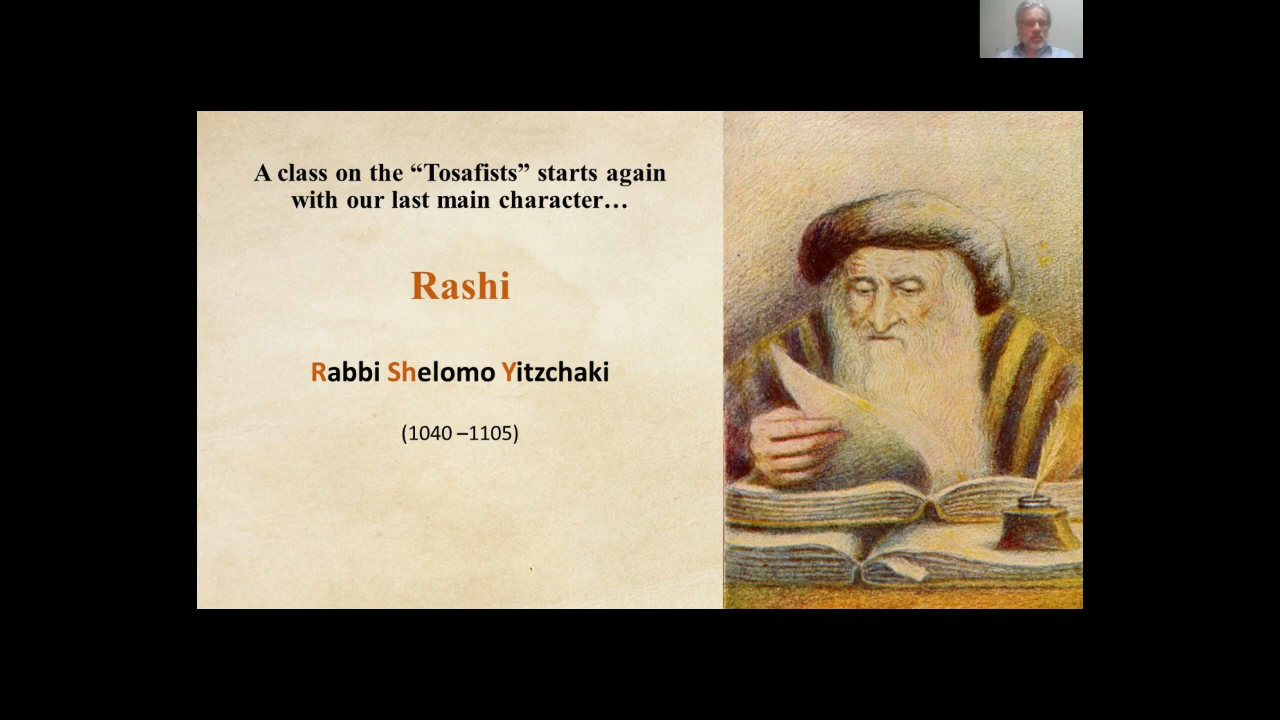 A class on the “Tosafists” starts again
with our last main character…
Rashi
Rabbi Shelomo Yitzchaki
(1040 –1105)